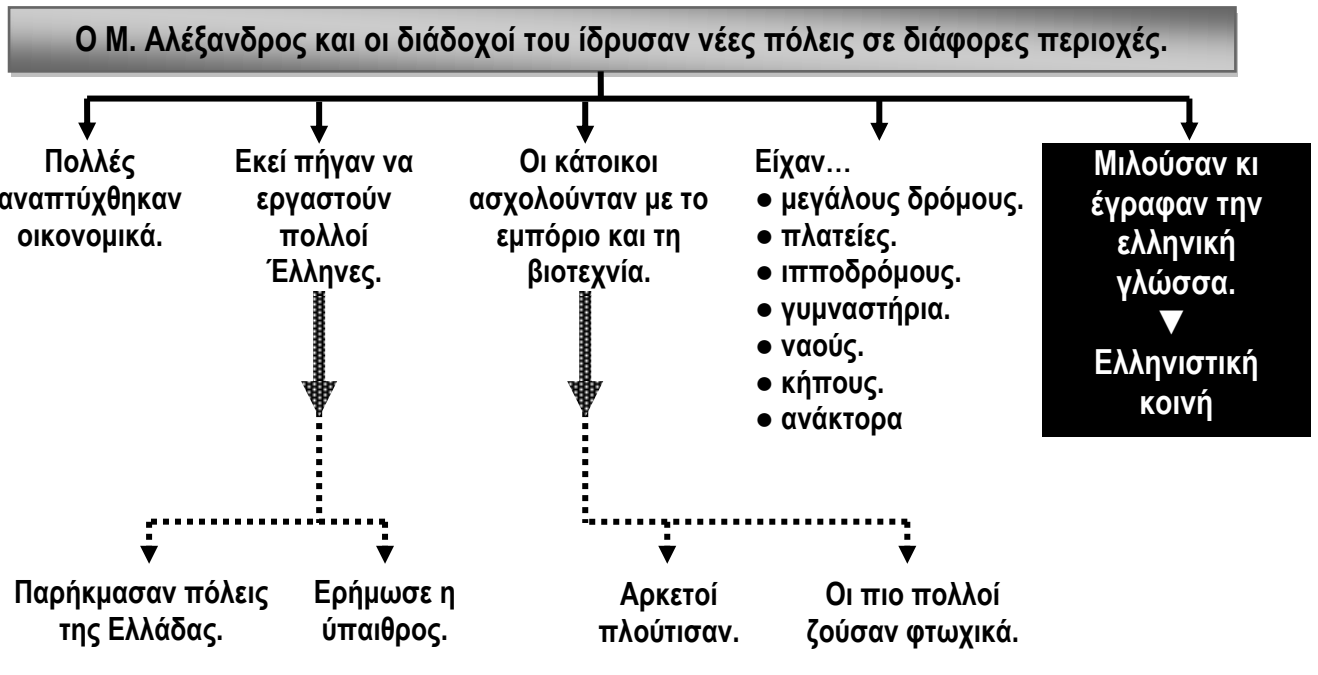 Ο Μ. Αλέξανδρος και οι διάδοχοί του ίδρυσαν νέες πόλεις σε διάφορες περιοχές.
Πολλές
αναπτύχθηκαν
οικονομικά.
Εκεί πήγαν να
εργαστούν
πολλοί
Έλληνες.
Οι κάτοικοι
ασχολούνταν με το
εμπόριο και τη
βιοτεχνία.
Είχαν…
● μεγάλους δρόμους.
● πλατείες.
● ιπποδρόμους.
● γυμναστήρια.
● ναούς.
● κήπους.
● ανάκτορα
Μιλούσαν κι
έγραφαν την
ελληνική
γλώσσα.
▼
Ελληνιστική
κοινή
Παρήκμασαν πόλεις
της Ελλάδας.
Ερήμωσε η
ύπαιθρος.
Αρκετοί
πλούτισαν.
Οι πιο πολλοί
ζούσαν φτωχικά.